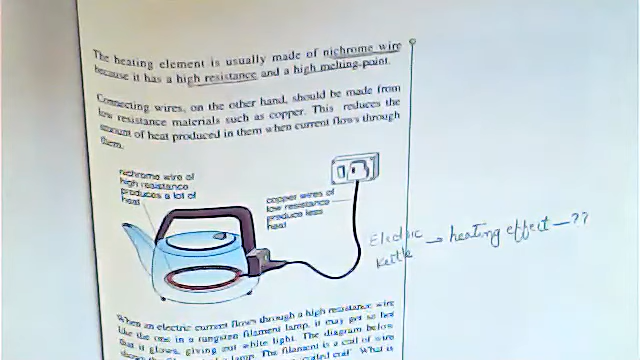 The heating element is usually made of nichrome wire
because it has a high resistance and a high melting-point.
Connecting wires, on the other hand, should be made from
low resistance materials such as copper. This reduces the
amount of heat produced in them when current flows through
them.
nichrome wire of
high resistance
produces a lot of
heat
copper wires of
low resistance
produce less
heat
Electric
Kettle
→ heating effect — ??
When an electric current flows through a high resistance wire
like the one in a tungsten filament lamp, it may get so hot
that it glows, giving out white light. The diagram below
a lamp. The filament is a coil of wire
coiled coil'. What is